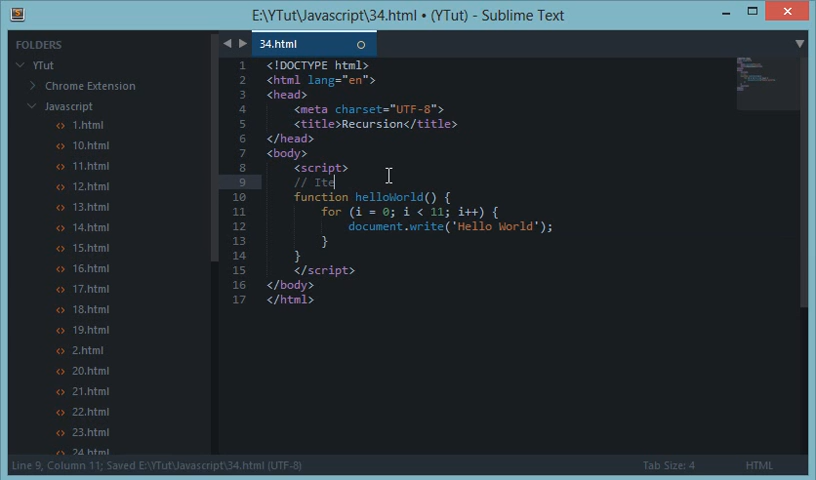 E:\YTut\Javascript\34.html • (YTut) - Sublime Text
FOLDERS
YTut
Chrome Extension
Javascript
1.html
10.html
11.html
12.html
13.html
14.html
15.html
16.html
17.html
18.html
19.html
2.html
20.html
21.html
22.html
23.html
24.html
34.html
1 <!DOCTYPE html>
2 <html lang="en">
3 <head>
4 <meta charset="UTF-8">
5 <title>Recursion</title>
6 </head>
7 <body>
8 <script>
9 // Ite
10 function helloWorld() {
11 for (i = 0; i < 11; i++) {
12 document.write('Hello World');
13 }
14 }
15 </script>
16 </body>
17 </html>
Line 9, Column 11; Saved E:\YTut\Javascript\34.html (UTF-8)
Tab Size: 4
HTML